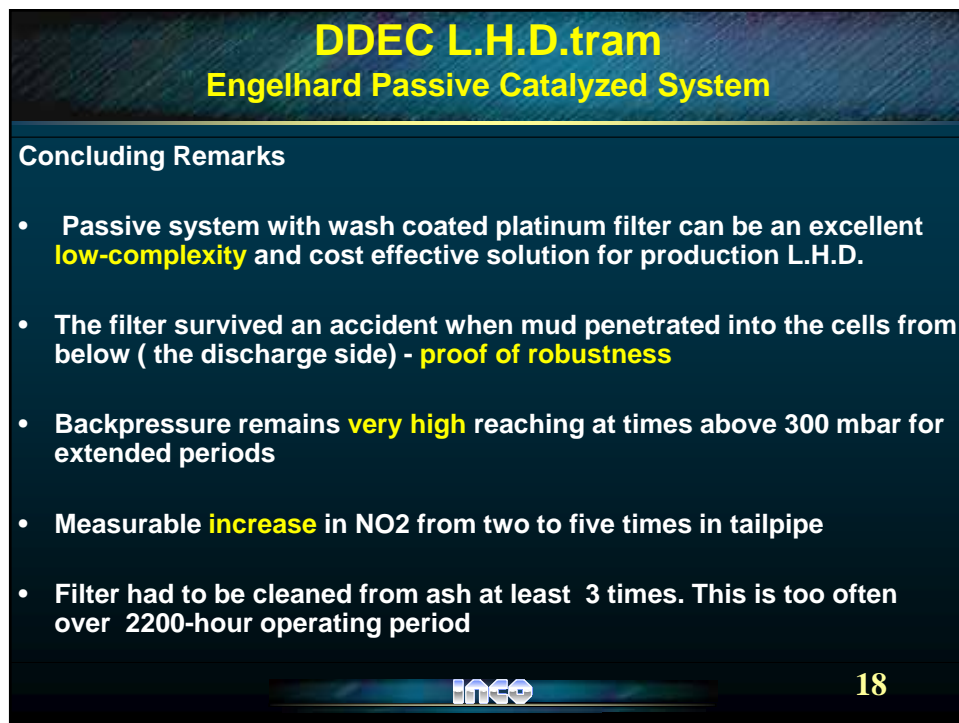 DDEC L.H.D.tram
Engelhard Passive Catalyzed System
Concluding Remarks
• Passive system with wash coated platinum filter can be an excellent
low-complexity and cost effective solution for production L.H.D.
• The filter survived an accident when mud penetrated into the cells from
below ( the discharge side) - proof of robustness
• Backpressure remains very high reaching at times above 300 mbar for
extended periods
• Measurable increase in NO2 from two to five times in tailpipe
• Filter had to be cleaned from ash at least 3 times. This is too often
over 2200-hour operating period
INCO
18